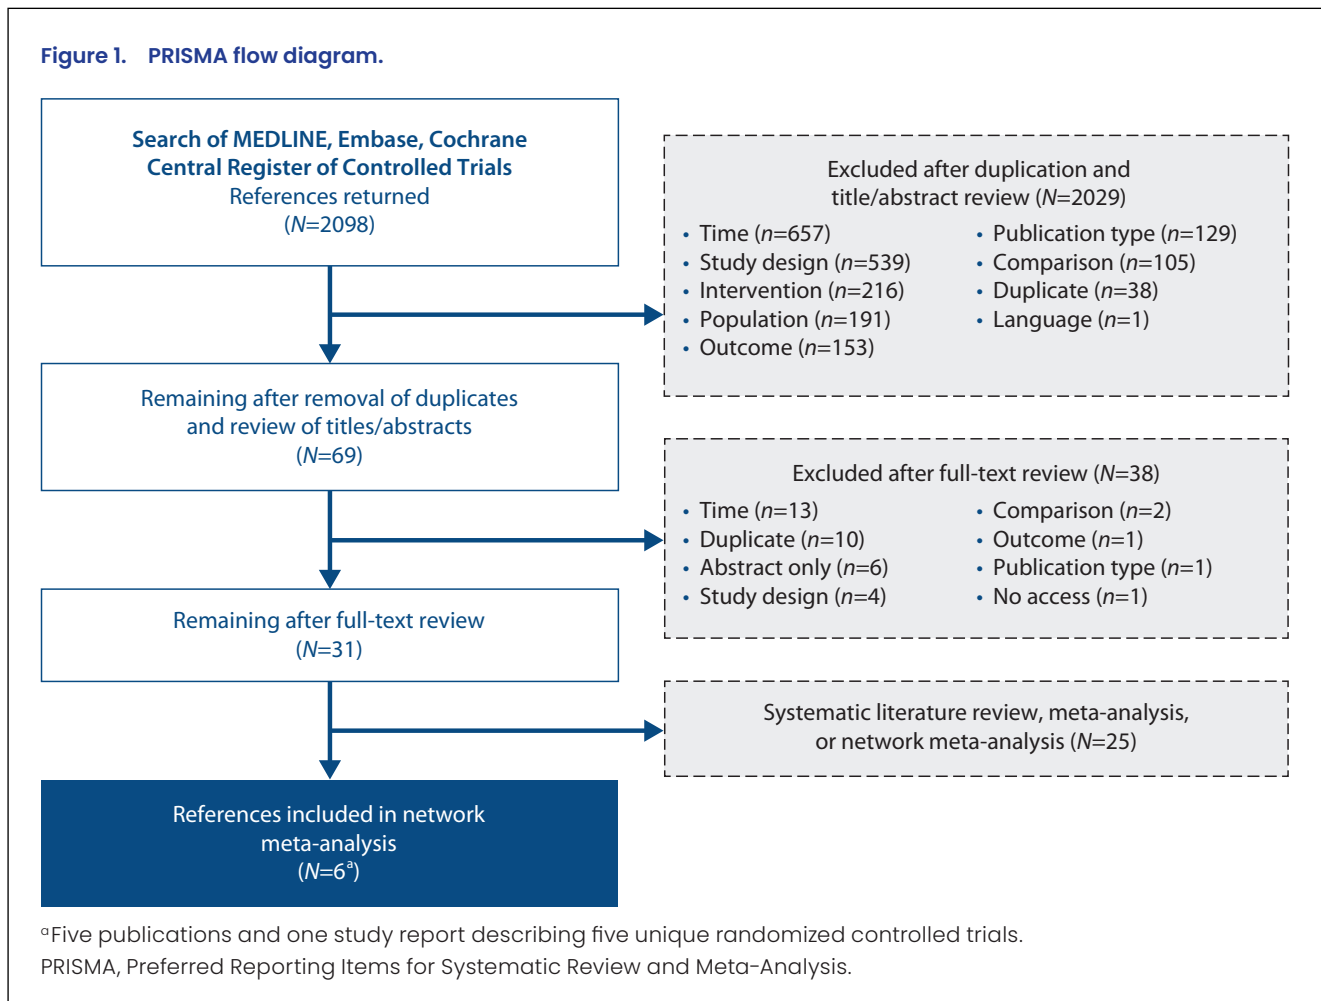 Figure 1. PRISMA flow diagram.
Search of MEDLINE, Embase, Cochrane
Central Register of Controlled Trials
References returned
(N=2098)
Excluded after duplication and
title/abstract review (N=2029)
• Time (n=657)
• Study design (n=539)
• Intervention (n=216)
• Population (n=191)
• Outcome (n=153)
• Publication type (n=129)
• Comparison (n=105)
• Duplicate (n=38)
• Language (n=1)
Remaining after removal of duplicates
and review of titles/abstracts
(N=69)
Excluded after full-text review (N=38)
• Time (n=13)
• Duplicate (n=10)
• Abstract only (n=6)
• Study design (n=4)
• Comparison (n=2)
• Outcome (n=1)
• Publication type (n=1)
• No access (n=1)
Remaining after full-text review
(N=31)
Systematic literature review, meta-analysis,
or network meta-analysis (N=25)
References included in network
meta-analysis
(N=6ᵃ)
ᵃFive publications and one study report describing five unique randomized controlled trials.
PRISMA, Preferred Reporting Items for Systematic Review and Meta-Analysis.